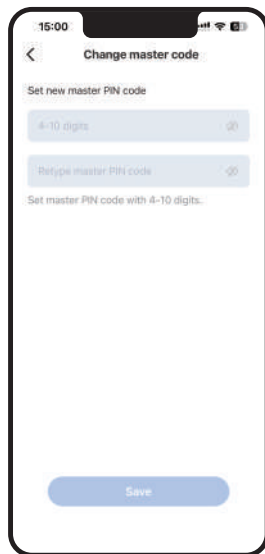 15:00
Change master code
Set new master PIN code
4-10 digits
Retype master PIN code
Set master PIN code with 4-10 digits.
Save